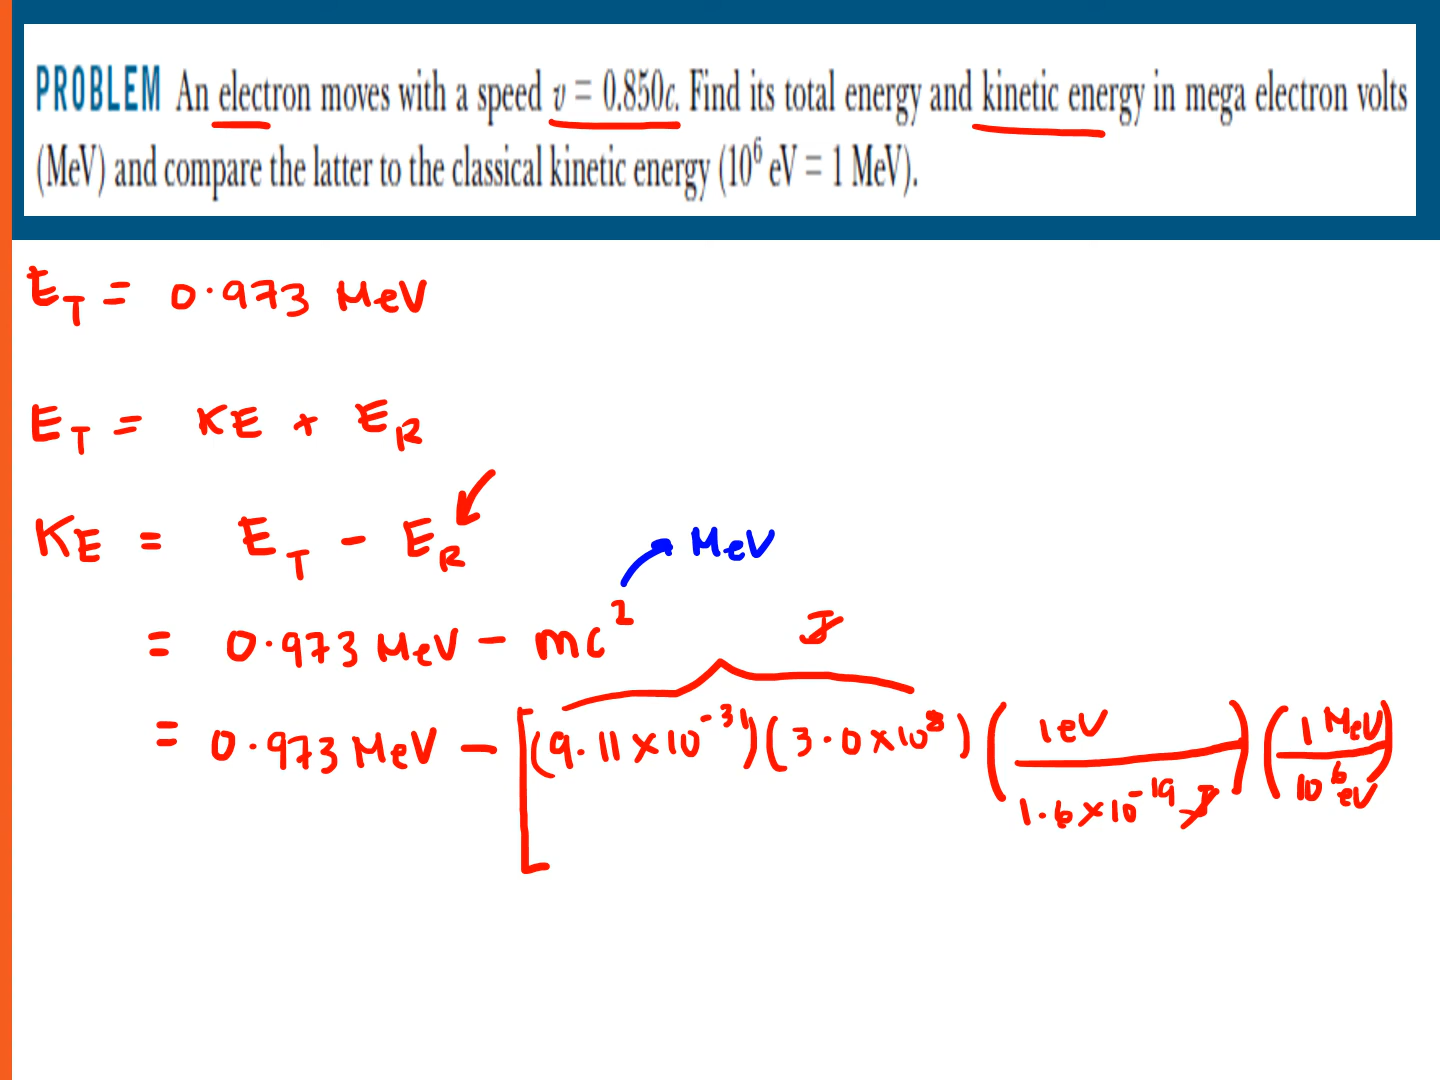 PROBLEM An electron moves with a speed v = 0.850c. Find its total energy and kinetic energy in mega electron volts
(MeV) and compare the latter to the classical kinetic energy (10⁶ eV = 1 MeV).
E_T = 0.973 MeV
E_T = KE + E_R
KE = E_T - E_R
MeV
= 0.973 MeV - mc²
J
= 0.973 MeV - [(9.11 × 10⁻³¹)(3.0 × 10⁸)(1 eV / 1.6 × 10⁻¹⁹ J)(1 MeV / 10⁶ eV)